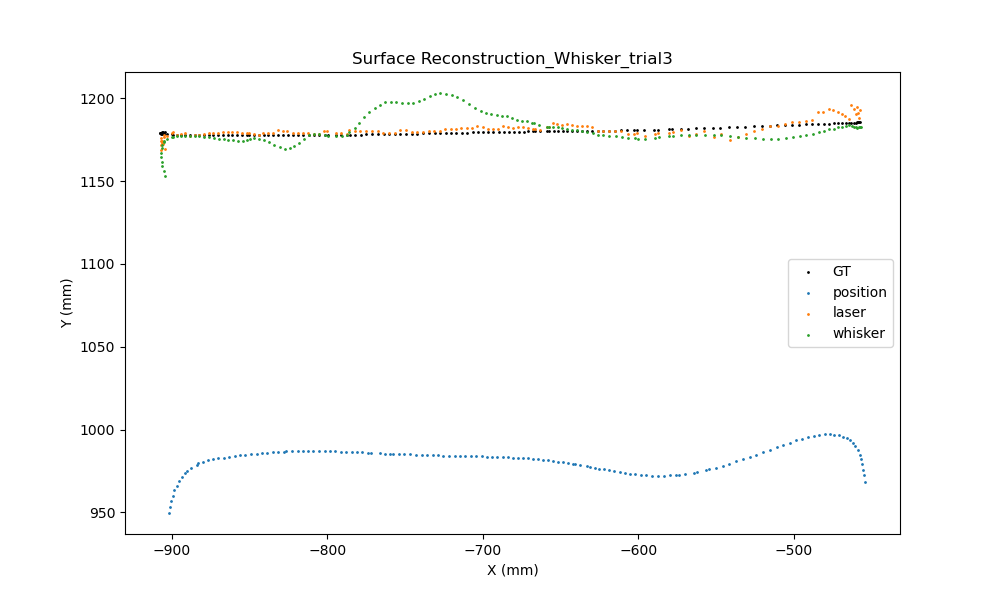 Surface Reconstruction_Whisker_trial3
1200
1150
1100
1050
1000
950
Y (mm)
GT
position
laser
whisker
−900
−800
−700
−600
−500
X (mm)